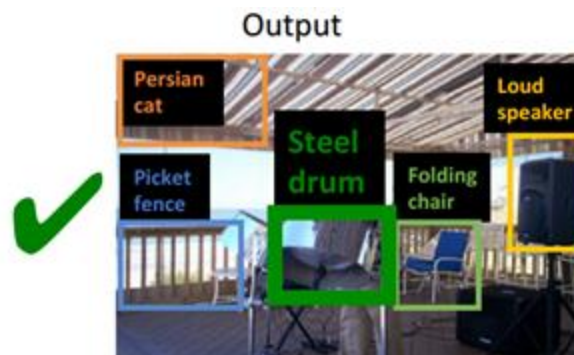 Output
Persian
cat
Loud
speaker
Steel
drum
Picket
fence
Folding
chair